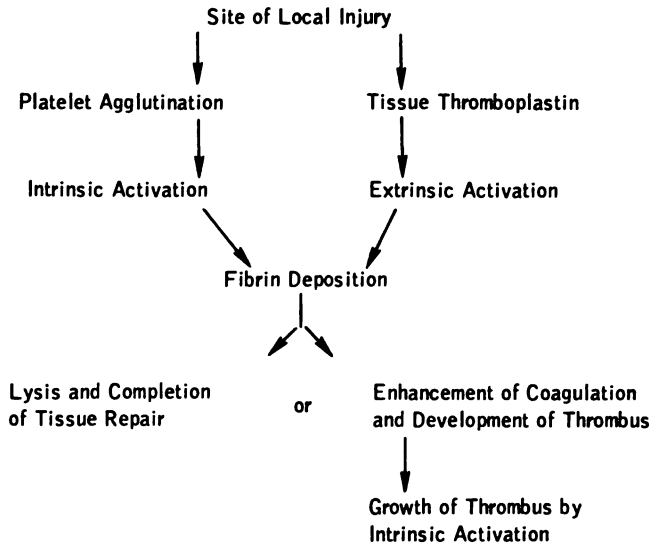 Site of Local Injury
Platelet Agglutination
Tissue Thromboplastin
Intrinsic Activation
Extrinsic Activation
Fibrin Deposition
Lysis and Completion
of Tissue Repair
or
Enhancement of Coagulation
and Development of Thrombus
Growth of Thrombus by
Intrinsic Activation